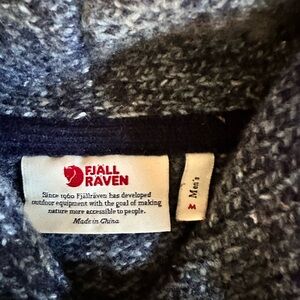 FJÄLL
RÄVEN
Since 1960 Fjällräven has developed
outdoor equipment with the goal of making
nature more accessible to people.
Made in China
Men's
M